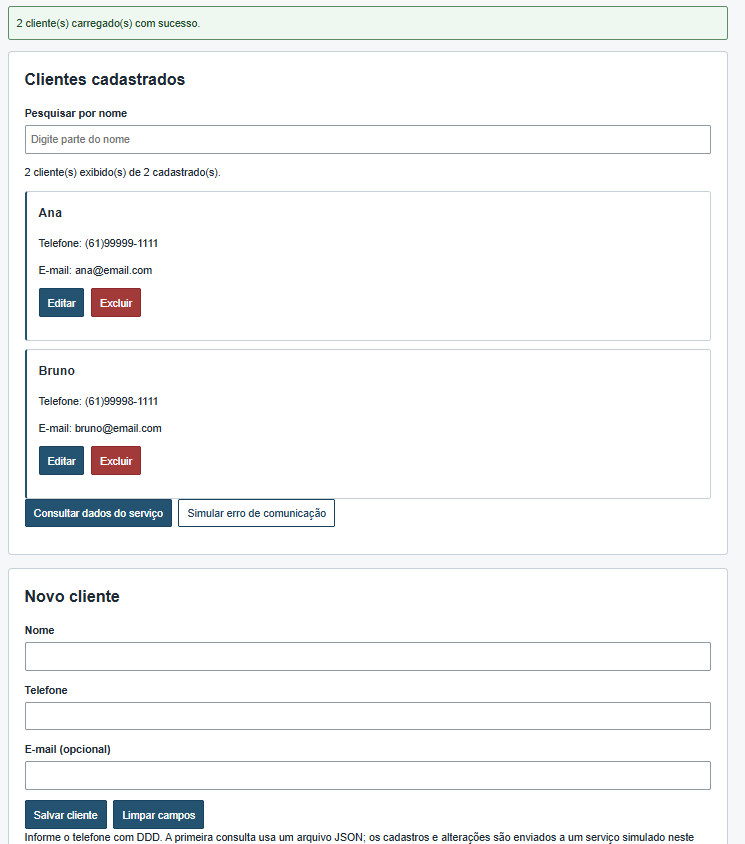 2 cliente(s) carregado(s) com sucesso.
Clientes cadastrados
Pesquisar por nome
Digite parte do nome
2 cliente(s) exibido(s) de 2 cadastrado(s).
Ana
Telefone: (61)99999-1111
E-mail: ana@email.com
Editar Excluir
Bruno
Telefone: (61)99998-1111
E-mail: bruno@email.com
Editar Excluir
Consultar dados do serviço Simular erro de comunicação
Novo cliente
Nome
Telefone
E-mail (opcional)
Salvar cliente Limpar campos
Informe o telefone com DDD. A primeira consulta usa um arquivo JSON; os cadastros e alterações são enviados a um serviço simulado neste